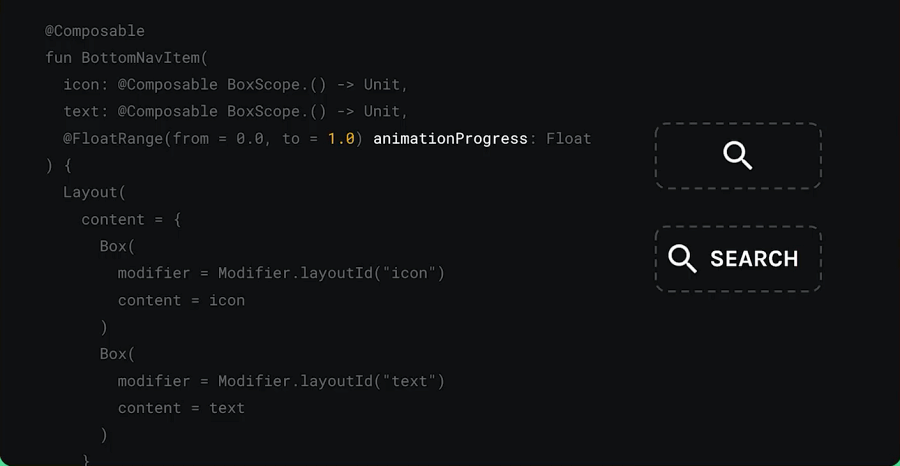 @Composable
fun BottomNavItem(
icon: @Composable BoxScope.() -> Unit,
text: @Composable BoxScope.() -> Unit,
@FloatRange(from = 0.0, to = 1.0) animationProgress: Float
) {
Layout(
content = {
Box(
modifier = Modifier.layoutId("icon")
content = icon
)
Box(
modifier = Modifier.layoutId("text")
content = text
)
}
SEARCH